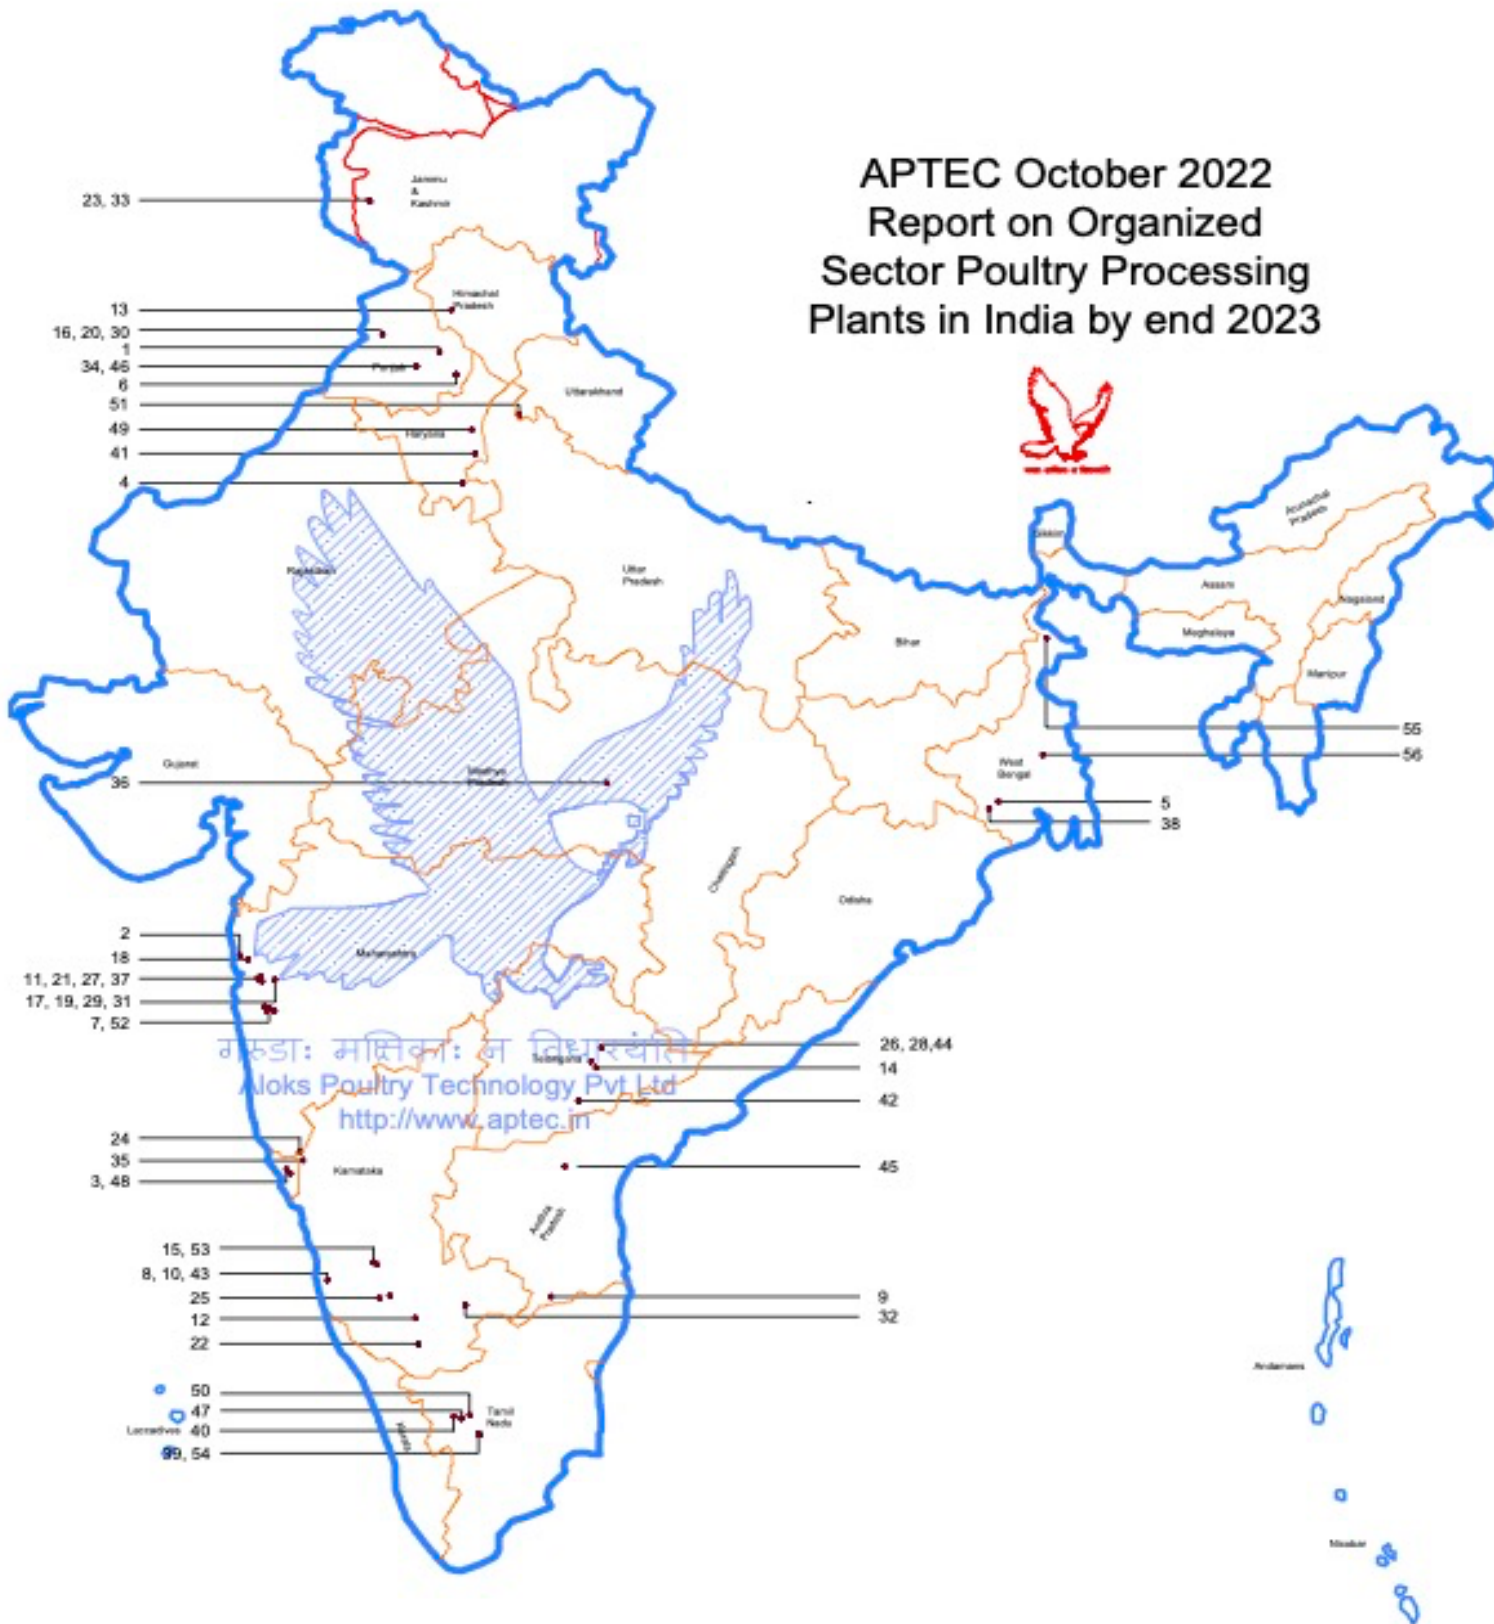 APTEC October 2022
Report on Organized
Sector Poultry Processing
Plants in India by end 2023
Jammu
&
Kashmir
23, 33
Himachal
Pradesh
13
16, 20, 30
1
34, 46
Punjab
6
Uttarakhand
51
49
Haryana
41
4
Arunachal
Pradesh
Sikkim
Rajasthan
Uttar
Pradesh
Assam
Nagaland
Meghalaya
Bihar
Manipur
55
56
West
Bengal
Gujarat
Madhya
Pradesh
36
5
38
Chattisgarh
Odisha
2
Maharashtra
18
11, 21, 27, 37
17, 19, 29, 31
7, 52
26, 28,44
Telangana
14
Aloks Poultry Technology Pvt Ltd
42
http://www.aptec.in
24
35
Karnataka
45
3, 48
Andhra
Pradesh
15, 53
8, 10, 43
25
9
12
32
22
Andamans
50
47
Tamil
Nadu
Laccadives
40
Kerala
39, 54
Nicobar